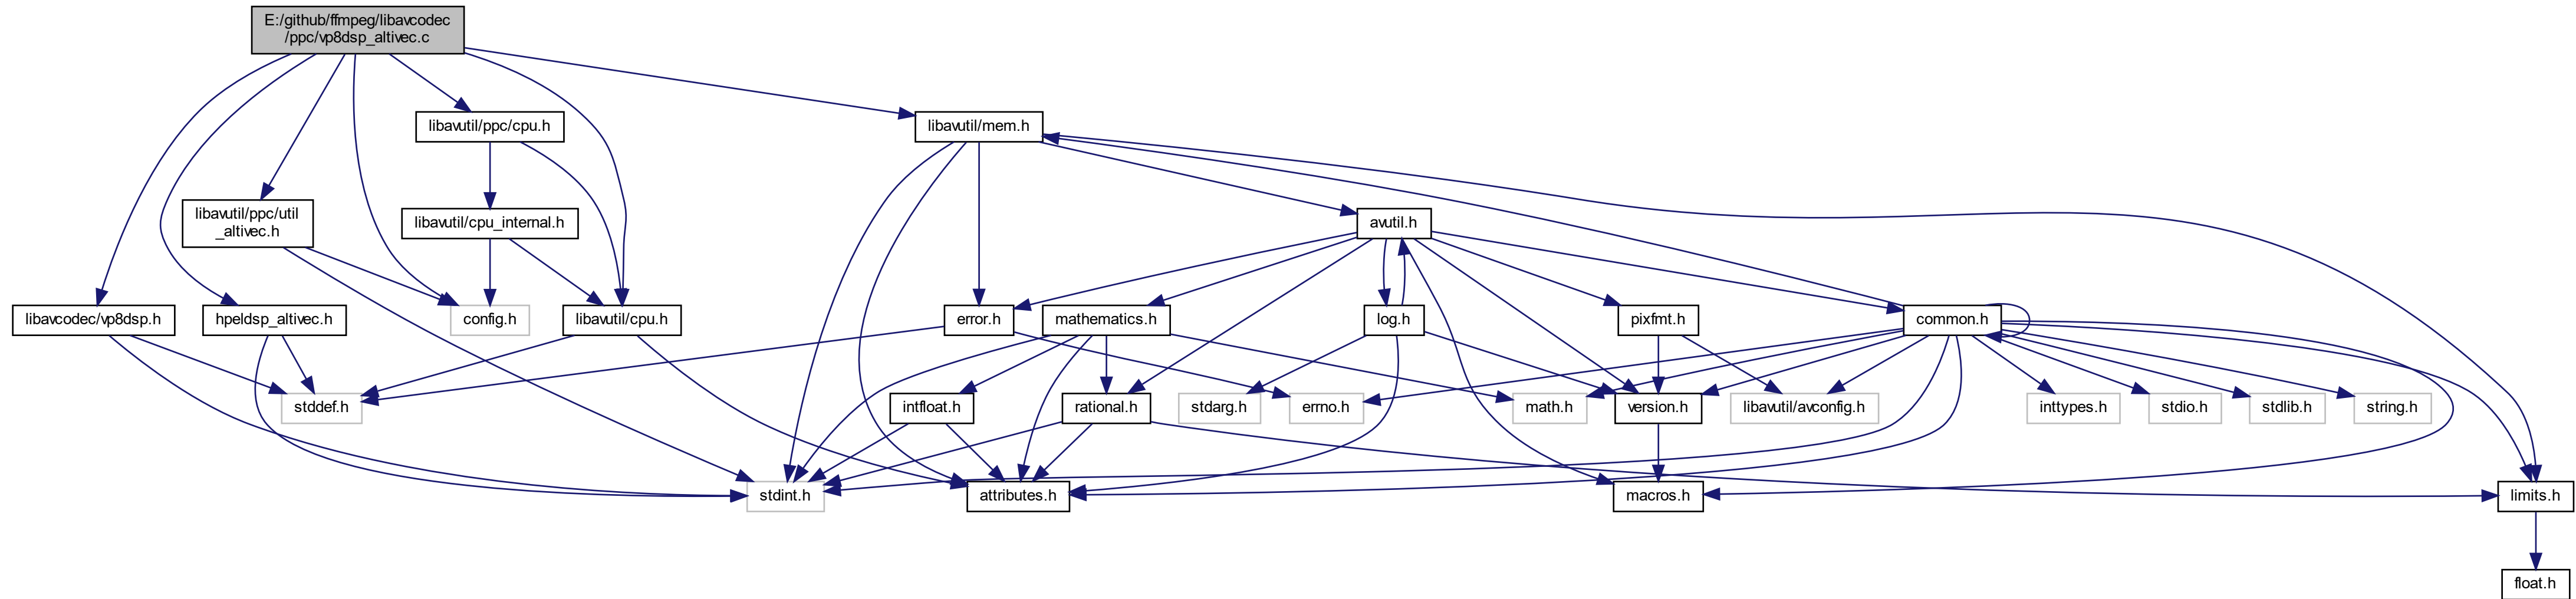 E:/github/ffmpeg/libavcodec
/ppc/vp8dsp_altivec.c
libavutil/ppc/cpu.h
libavutil/mem.h
libavutil/ppc/util
_altivec.h
libavutil/cpu_internal.h
avutil.h
libavcodec/vp8dsp.h
hpeldsp_altivec.h
config.h
libavutil/cpu.h
error.h
mathematics.h
log.h
pixfmt.h
common.h
stddef.h
intfloat.h
rational.h
stdarg.h
errno.h
math.h
version.h
libavutil/avconfig.h
inttypes.h
stdio.h
stdlib.h
string.h
stdint.h
attributes.h
macros.h
limits.h
float.h